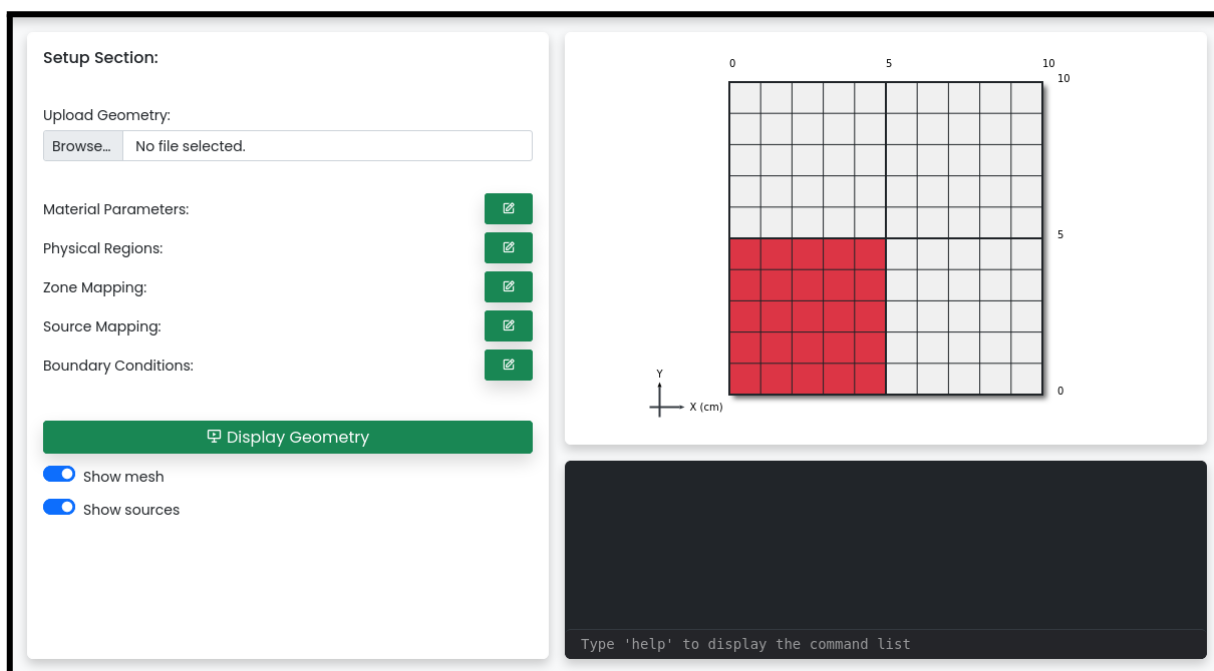 Setup Section:
Upload Geometry:
Browse… No file selected.
Material Parameters:
Physical Regions:
Zone Mapping:
Source Mapping:
Boundary Conditions:
Display Geometry
Show mesh
Show sources
0 5 10
10
5
0
Y
X (cm)
Type 'help' to display the command list